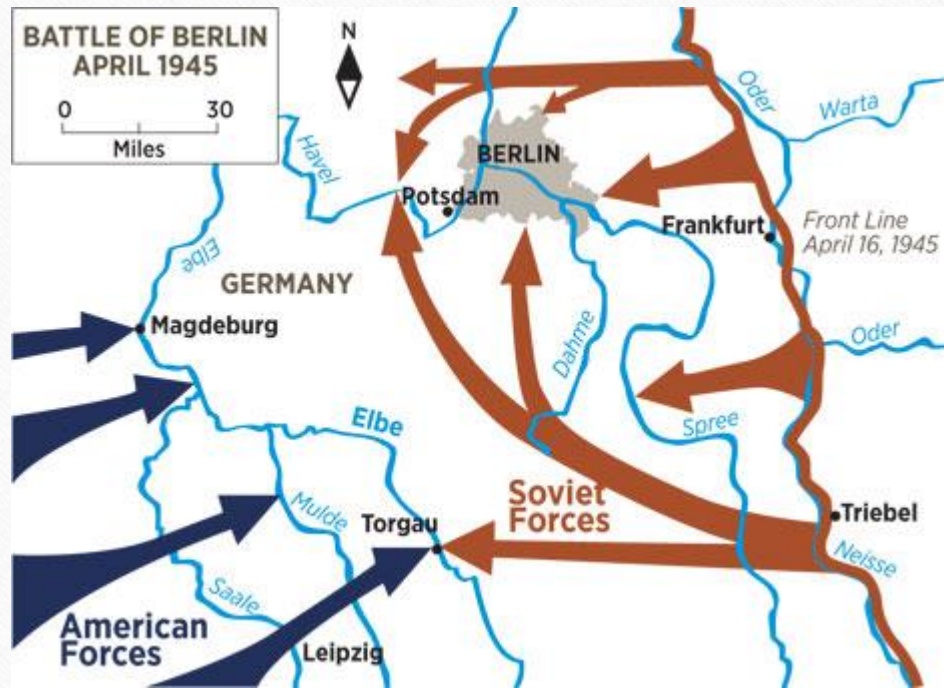 BATTLE OF BERLIN
APRIL 1945
0 30
Miles
N
Oder
Warta
Havel
BERLIN
Potsdam
Frankfurt
Front Line
April 16, 1945
Elbe
GERMANY
Magdeburg
Dahme
Oder
Elbe
Spree
Mulde
Soviet
Forces
Torgau
Triebel
Neisse
Saale
American
Forces
Leipzig